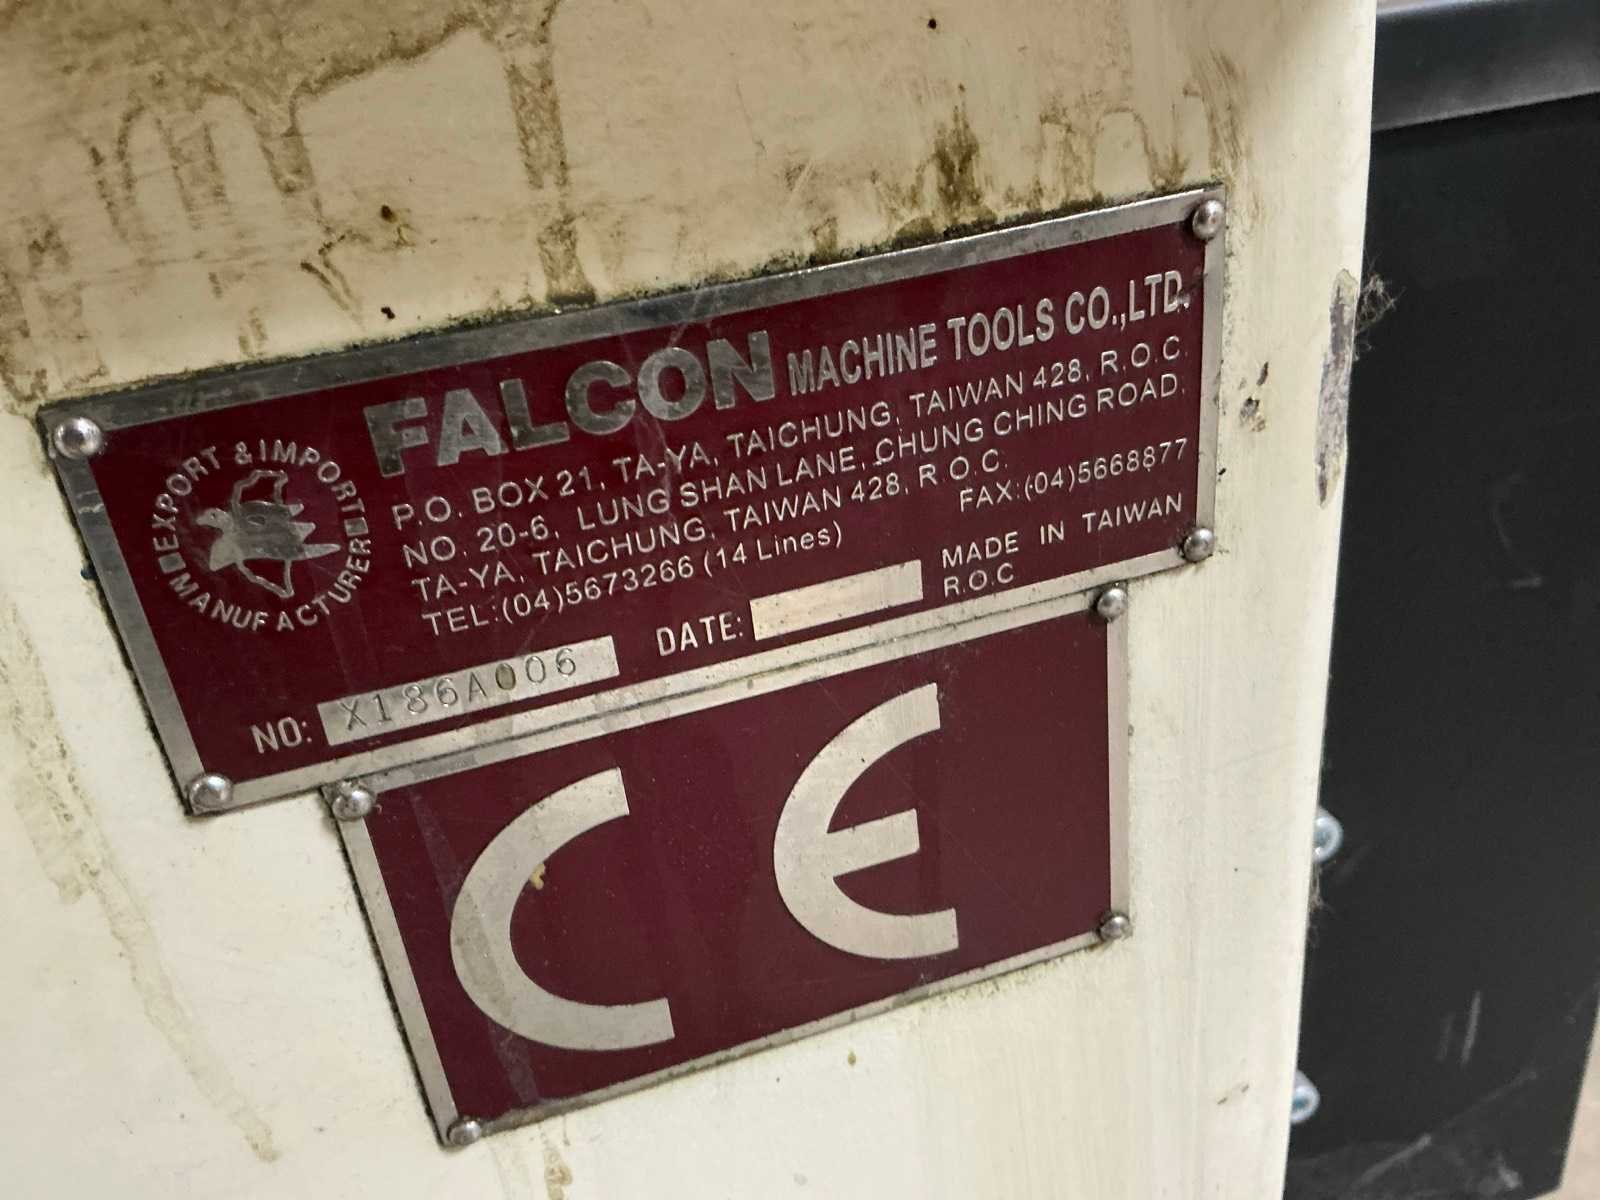 EXPORT & IMPORT
MANUFACTURER
FALCON MACHINE TOOLS CO.,LTD.
P.O. BOX 21, TA-YA, TAICHUNG, TAIWAN 428, R.O.C.
NO. 20-6, LUNG SHAN LANE, CHUNG CHING ROAD,
TA-YA, TAICHUNG, TAIWAN 428, R.O.C.
TEL:(04)5673266 (14 Lines) FAX:(04)5668877
NO: X186A006 DATE: MADE IN TAIWAN
R.O.C
CE